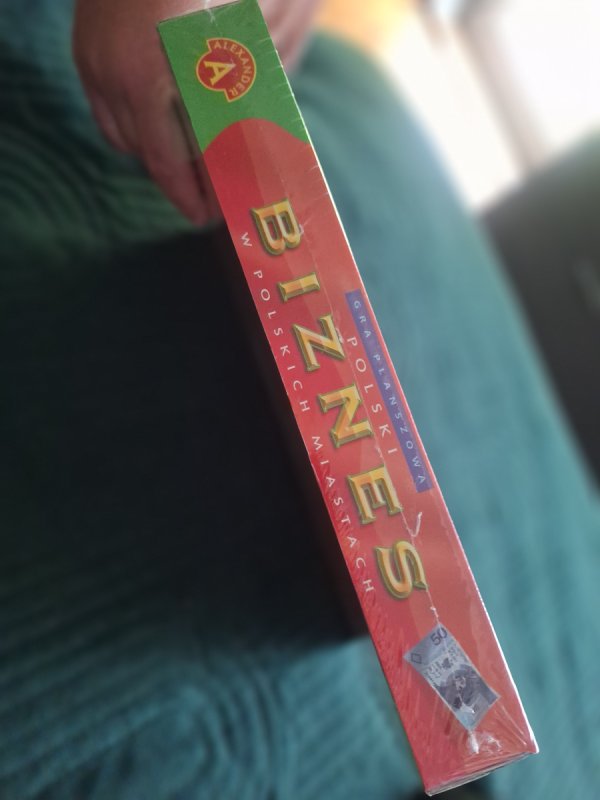 ALEXANDER
A
GRA PLANSZOWA
POLSKI
BIZNES
W POLSKICH MIASTACH
50